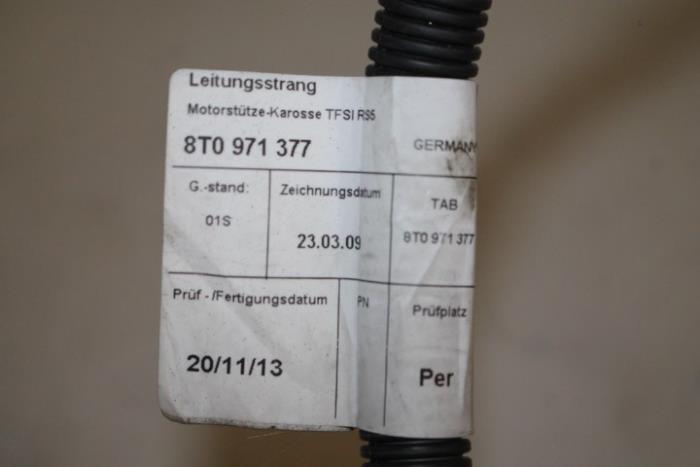 Leitungsstrang
Motorstütze-Karosse TFSI RS5
8T0 971 377 GERMANY
G.-stand: Zeichnungsdatum TAB
01S 23.03.09 8T0 971 377
Prüf-/Fertigungsdatum PN Prüfplatz
20/11/13 Per